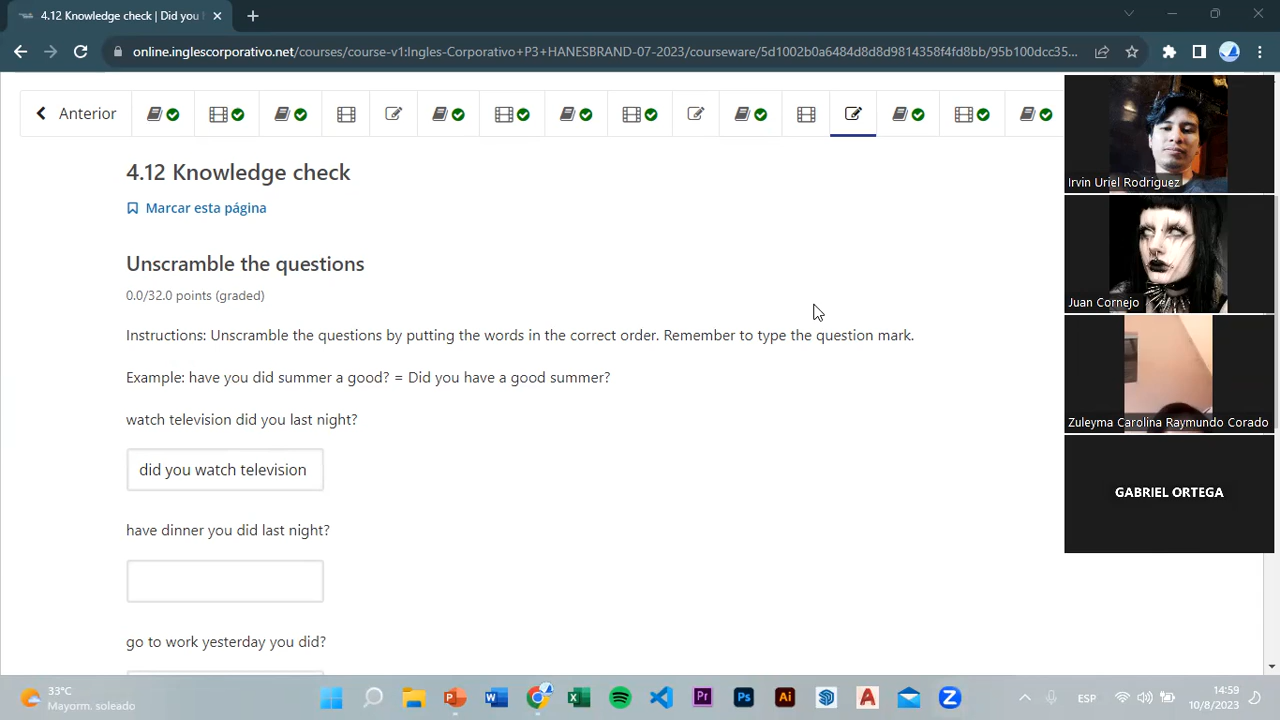 4.12 Knowledge check | Did you h
online.inglescorporativo.net/courses/course-v1:Ingles-Corporativo+P3+HANESBRAND-07-2023/courseware/5d1002b0a6484d8d8d9814358f4fd8bb/95b100dcc35...
Anterior
4.12 Knowledge check
Marcar esta página
Unscramble the questions
0.0/32.0 points (graded)
Instructions: Unscramble the questions by putting the words in the correct order. Remember to type the question mark.
Example: have you did summer a good? = Did you have a good summer?
watch television did you last night?
did you watch television
have dinner you did last night?
go to work yesterday you did?
Irvin Uriel Rodriguez
Juan Cornejo
Zuleyma Carolina Raymundo Corado
GABRIEL ORTEGA
33°C
Mayorm. soleado
ESP
14:59
10/8/2023